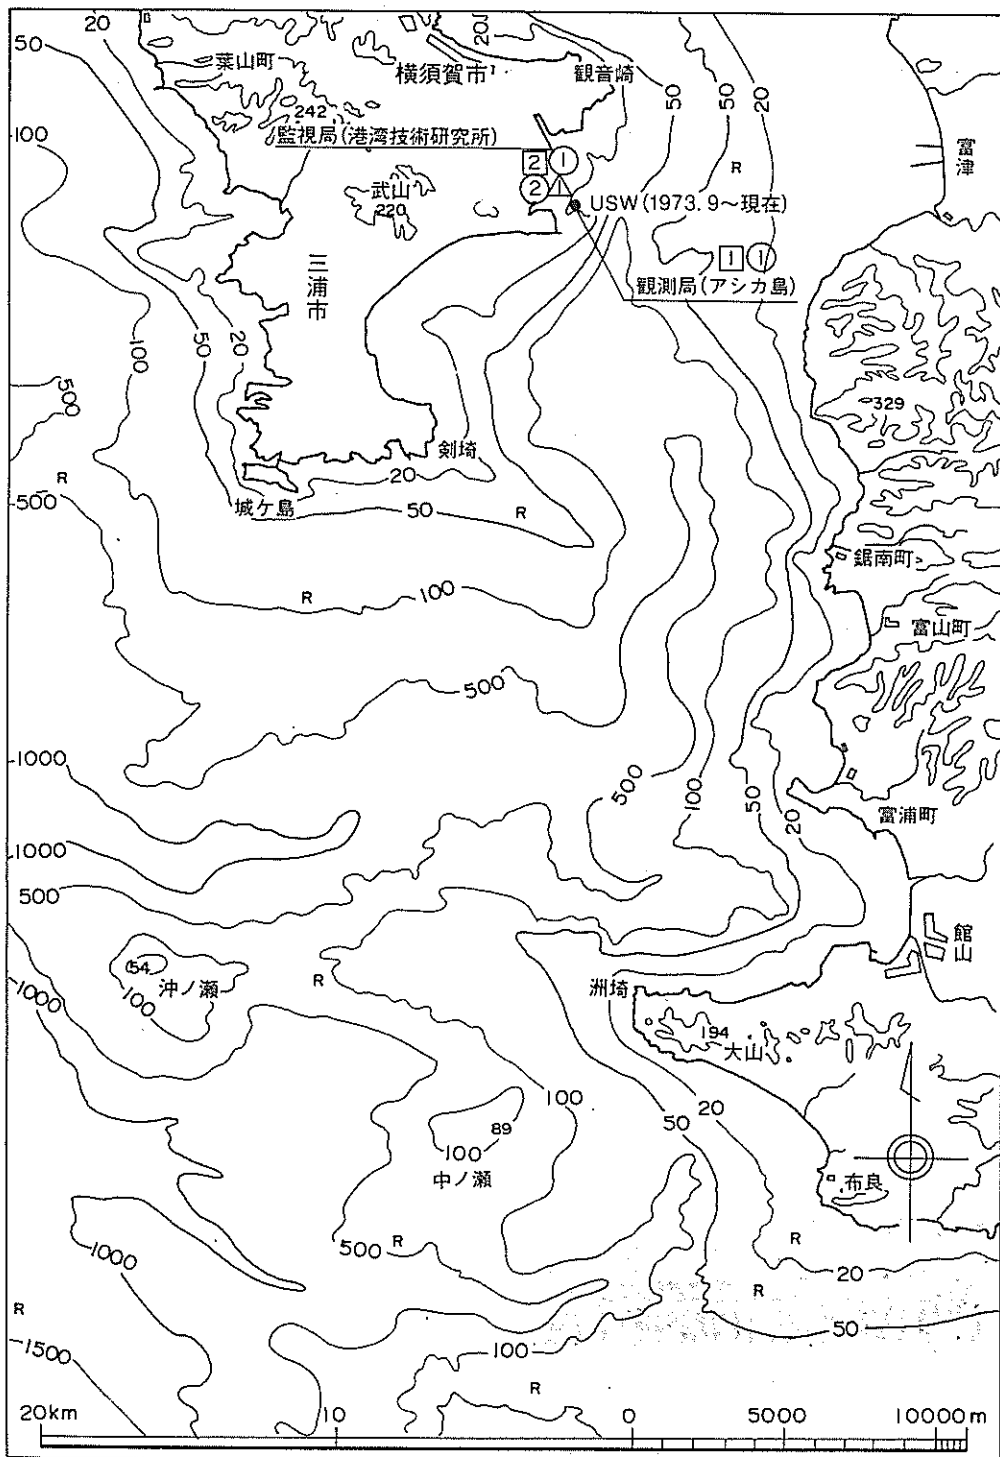 20
50
20
葉山町
横須賀市
観音崎
50
50
20
100
242
監視局(港湾技術研究所)
富津
2
1
R
武山
220
2
1
USW(1973.9～現在)
三浦市
1
1
観測局(アシカ島)
100
50
20
500
329
剣埼
R
20
500
城ケ島
50
R
鋸南町
R
100
富山町
500
1000
500
100
50
20
富浦町
1000
500
館山
54
沖ノ瀬
R
洲埼
1000
100
194
大山
100
50
20
89
100
中ノ瀬
布良
500
R
R
1000
20
R
R
50
1500
100
R
20km
10
0
5000
10000m